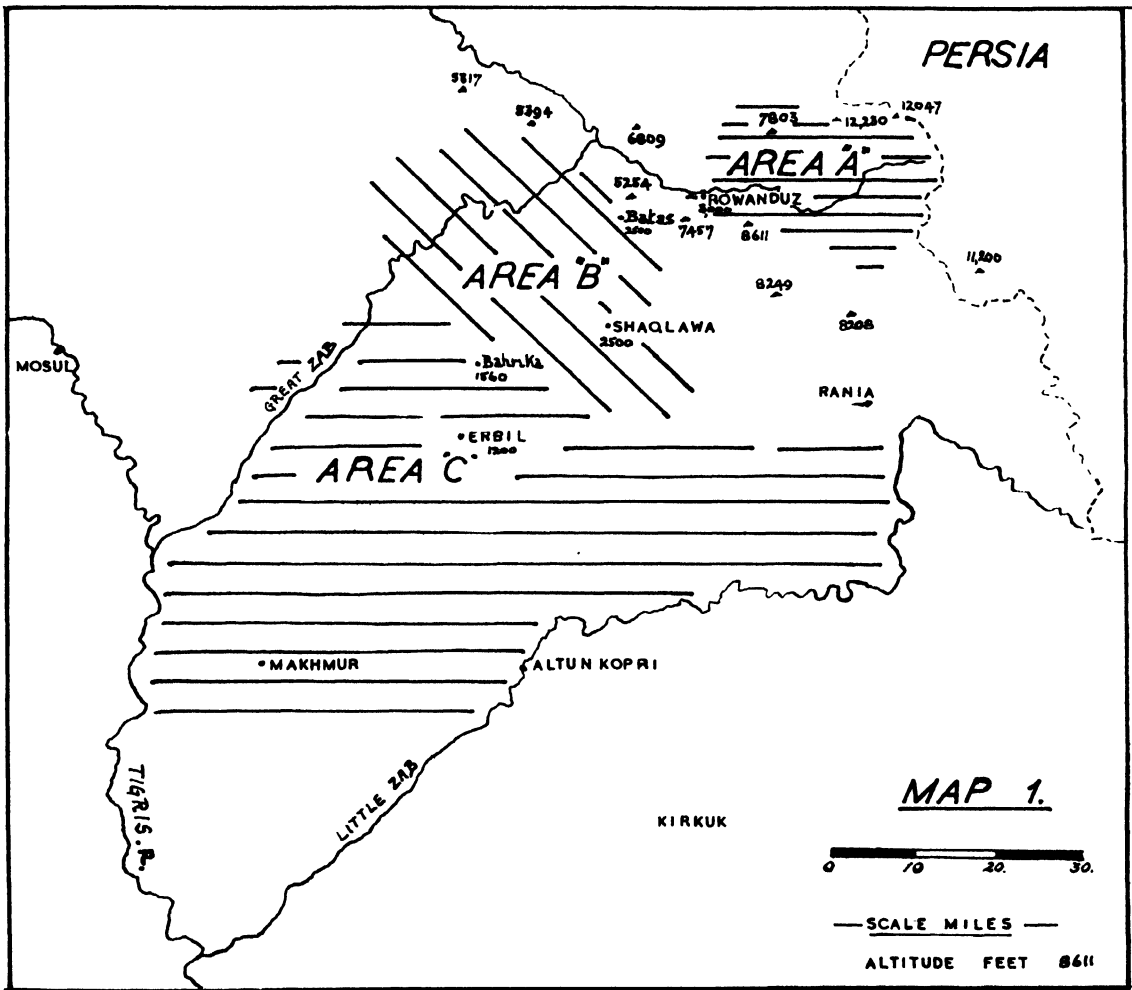 PERSIA
5317
5394
6809
7803
12,230
12047
AREA "A"
5254
ROWANDUZ
Batas
2500
7457
8611
11,200
AREA "B"
8249
8208
SHAQLAWA
2500
MOSUL
GREAT ZAB
Bahrka
1560
RANIA
ERBIL
1200
AREA "C"
MAKHMUR
ALTUN KOPRI
TIGRIS. R.
LITTLE ZAB
KIRKUK
MAP 1.
0 10 20. 30.
SCALE MILES
ALTITUDE FEET 8611